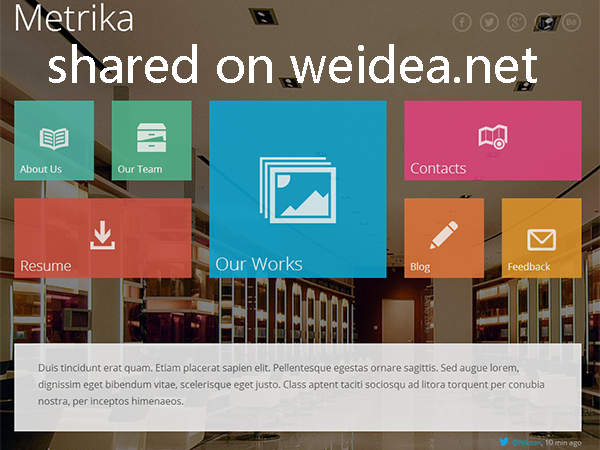 Metrika
shared on weidea.net
About Us
Our Team
Contacts
Resume
Our Works
Blog
Feedback
Duis tincidunt erat quam. Etiam placerat sapien elit. Pellentesque egestas ornare sagittis. Sed augue lorem,
dignissim eget bibendum vitae, scelerisque eget justo. Class aptent taciti sociosqu ad litora torquent per conubia
nostra, per inceptos himenaeos.
10 min ago